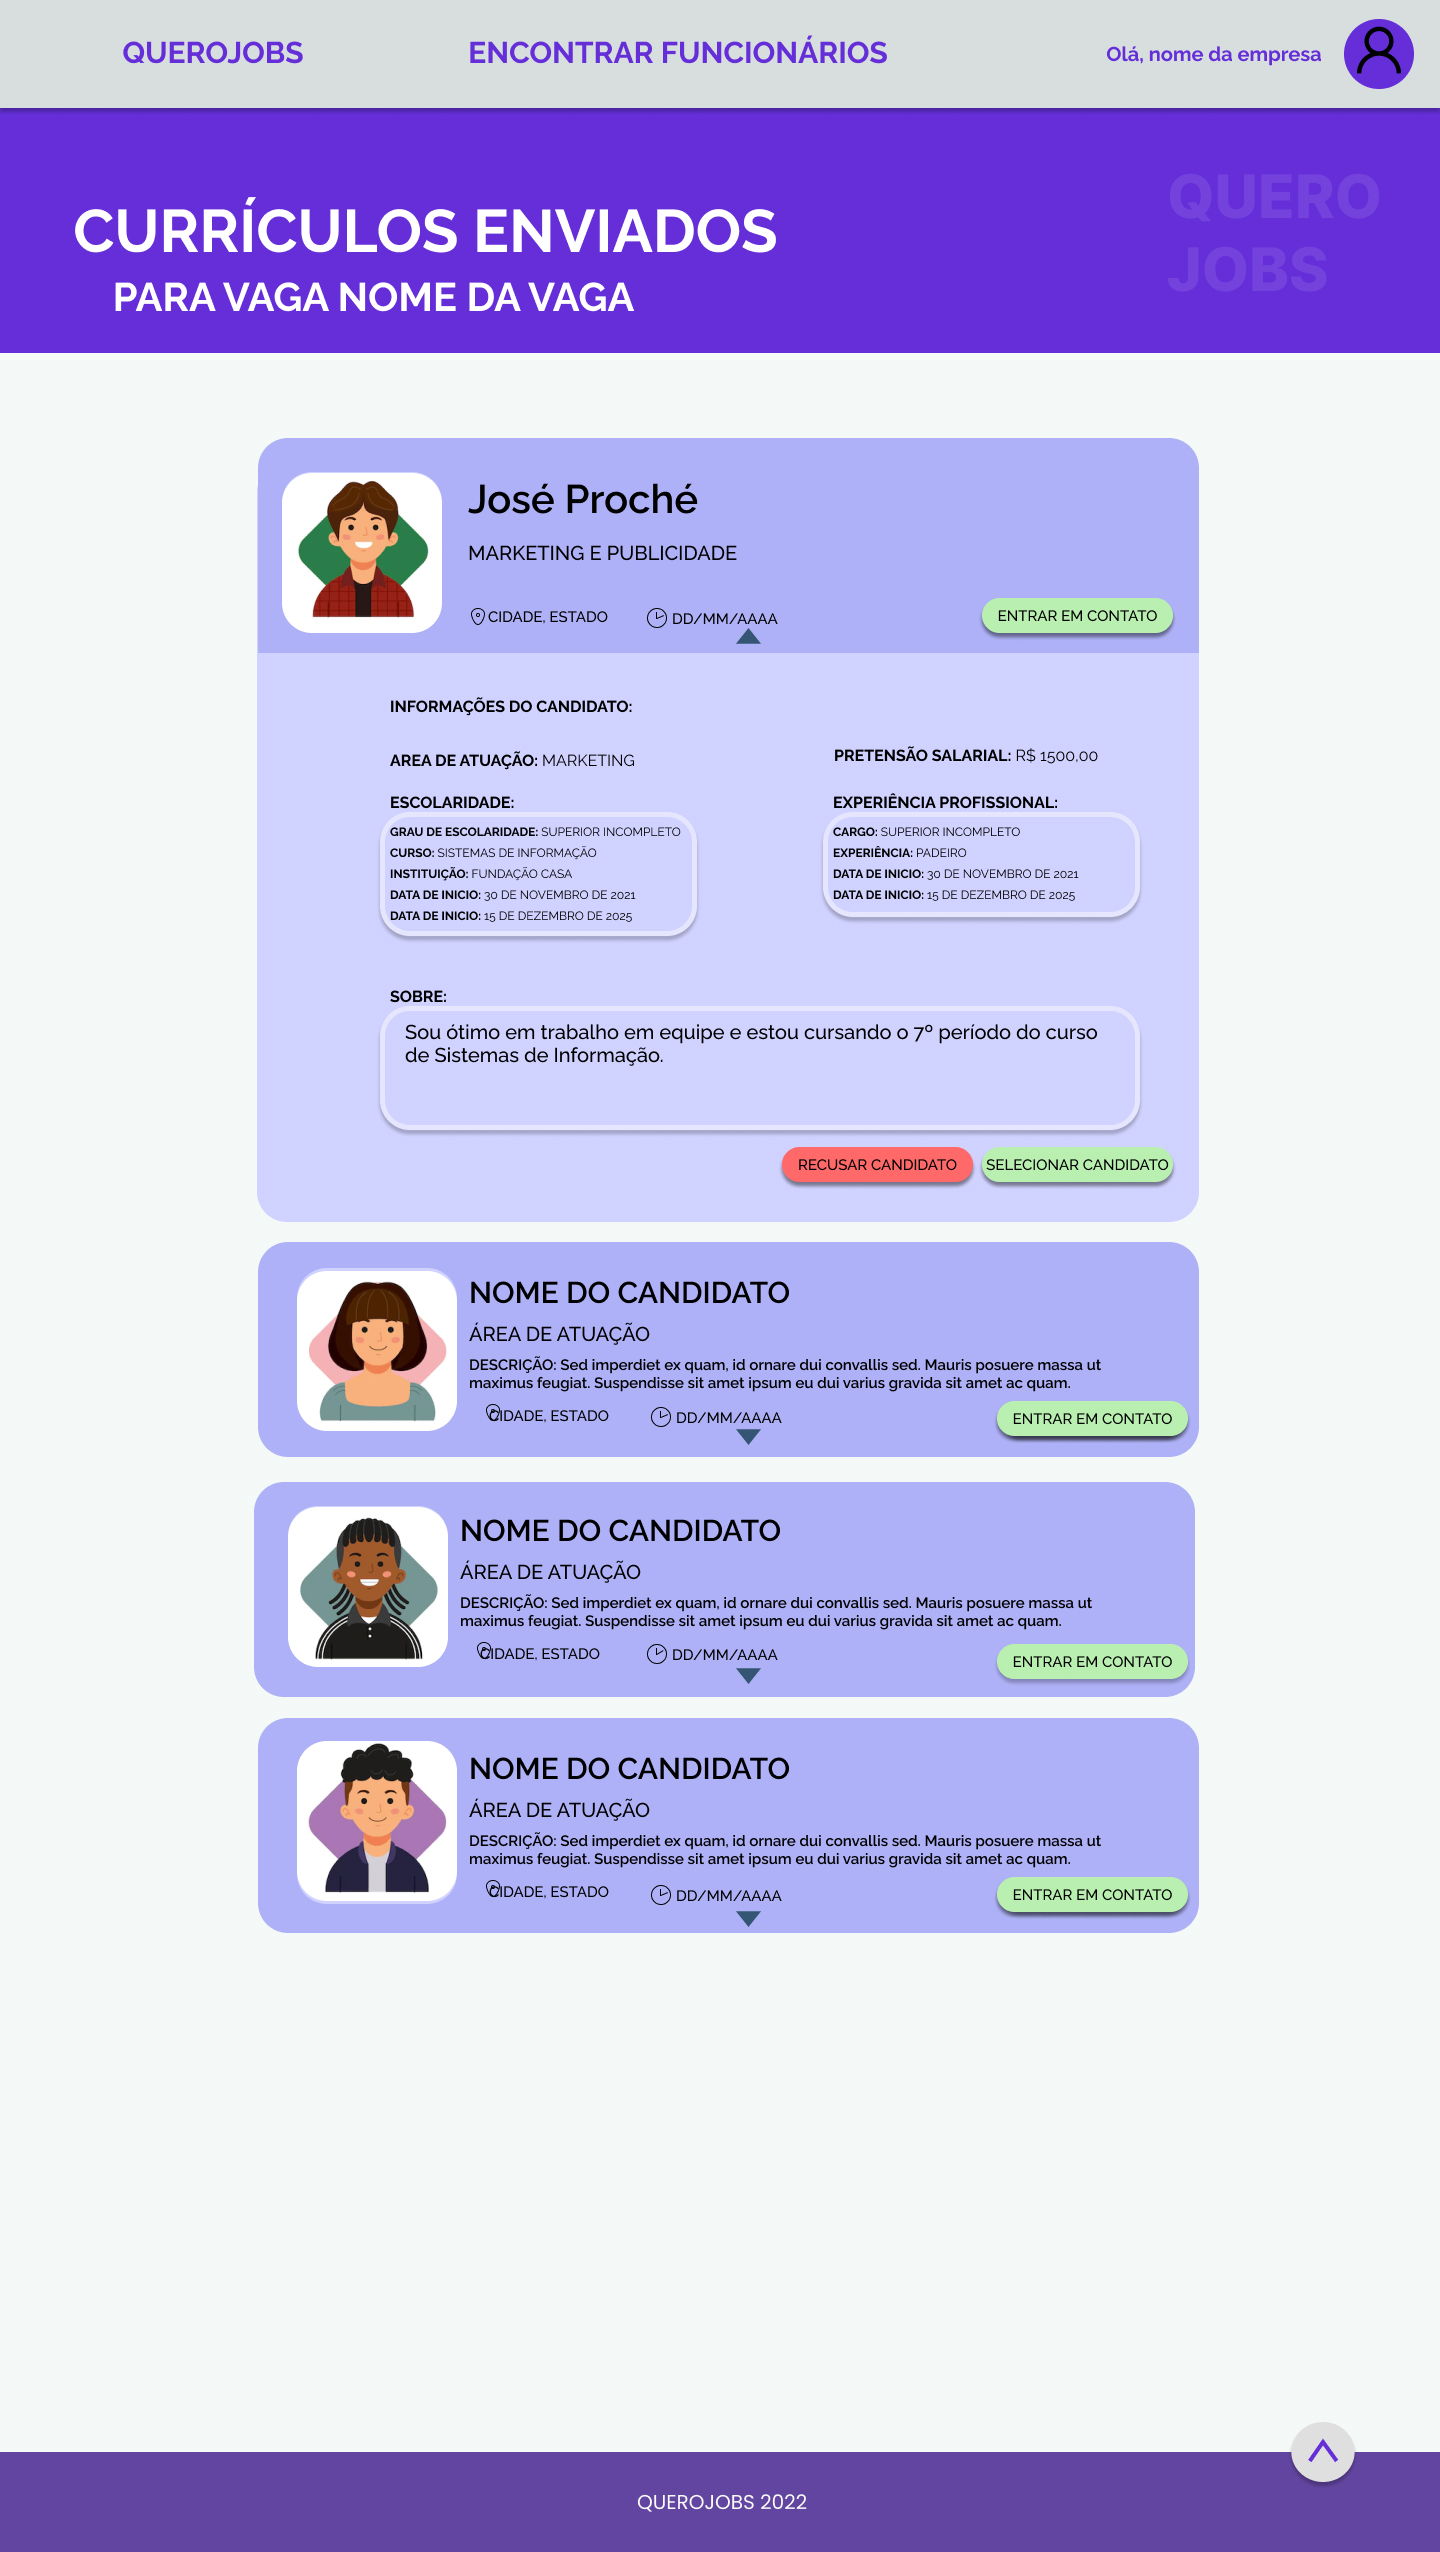 QUEROJOBS
ENCONTRAR FUNCIONÁRIOS
Olá, nome da empresa
CURRÍCULOS ENVIADOS
PARA VAGA NOME DA VAGA
QUERO
JOBS
José Proché
MARKETING E PUBLICIDADE
CIDADE, ESTADO
DD/MM/AAAA
ENTRAR EM CONTATO
INFORMAÇÕES DO CANDIDATO:
AREA DE ATUAÇÃO: MARKETING
PRETENSÃO SALARIAL: R$ 1500,00
ESCOLARIDADE:
GRAU DE ESCOLARIDADE: SUPERIOR INCOMPLETO
CURSO: SISTEMAS DE INFORMAÇÃO
INSTITUIÇÃO: FUNDAÇÃO CASA
DATA DE INICIO: 30 DE NOVEMBRO DE 2021
DATA DE INICIO: 15 DE DEZEMBRO DE 2025
EXPERIÊNCIA PROFISSIONAL:
CARGO: SUPERIOR INCOMPLETO
EXPERIÊNCIA: PADEIRO
DATA DE INICIO: 30 DE NOVEMBRO DE 2021
DATA DE INICIO: 15 DE DEZEMBRO DE 2025
SOBRE:
Sou ótimo em trabalho em equipe e estou cursando o 7º período do curso
de Sistemas de Informação.
RECUSAR CANDIDATO
SELECIONAR CANDIDATO
NOME DO CANDIDATO
ÁREA DE ATUAÇÃO
DESCRIÇÃO: Sed imperdiet ex quam, id ornare dui convallis sed. Mauris posuere massa ut
maximus feugiat. Suspendisse sit amet ipsum eu dui varius gravida sit amet ac quam.
CIDADE, ESTADO
DD/MM/AAAA
ENTRAR EM CONTATO
NOME DO CANDIDATO
ÁREA DE ATUAÇÃO
DESCRIÇÃO: Sed imperdiet ex quam, id ornare dui convallis sed. Mauris posuere massa ut
maximus feugiat. Suspendisse sit amet ipsum eu dui varius gravida sit amet ac quam.
CIDADE, ESTADO
DD/MM/AAAA
ENTRAR EM CONTATO
NOME DO CANDIDATO
ÁREA DE ATUAÇÃO
DESCRIÇÃO: Sed imperdiet ex quam, id ornare dui convallis sed. Mauris posuere massa ut
maximus feugiat. Suspendisse sit amet ipsum eu dui varius gravida sit amet ac quam.
CIDADE, ESTADO
DD/MM/AAAA
ENTRAR EM CONTATO
QUEROJOBS 2022